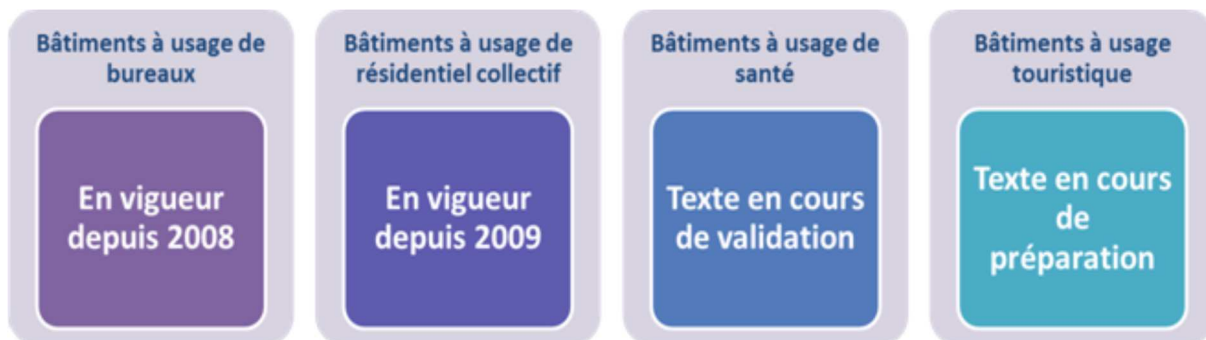 Bâtiments à usage de
bureaux
En vigueur
depuis 2008
Bâtiments à usage de
résidentiel collectif
En vigueur
depuis 2009
Bâtiments à usage de
santé
Texte en cours
de validation
Bâtiments à usage
touristique
Texte en cours
de
préparation